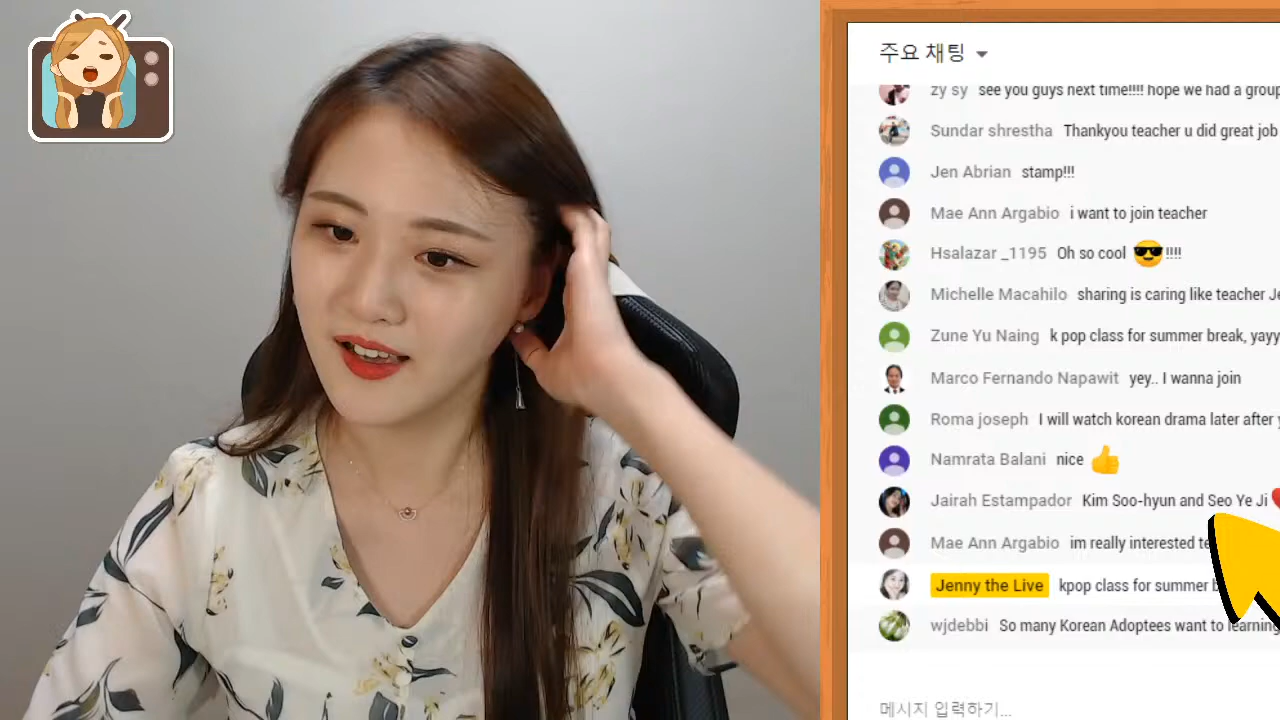 주요 채팅
zy sy see you guys next time!!!! hope we had a group
Sundar shrestha Thankyou teacher u did great job
Jen Abrian stamp!!!
Mae Ann Argabio i want to join teacher
Hsalazar _1195 Oh so cool 😎 !!!!
Michelle Macahilo sharing is caring like teacher Je
Zune Yu Naing k pop class for summer break, yayy
Marco Fernando Napawit yey.. I wanna join
Roma joseph I will watch korean drama later after y
Namrata Balani nice 👍
Jairah Estampador Kim Soo-hyun and Seo Ye Ji
Mae Ann Argabio im really interested te
Jenny the Live kpop class for summer b
wjdebbi So many Korean Adoptees want to learning
메시지 입력하기...